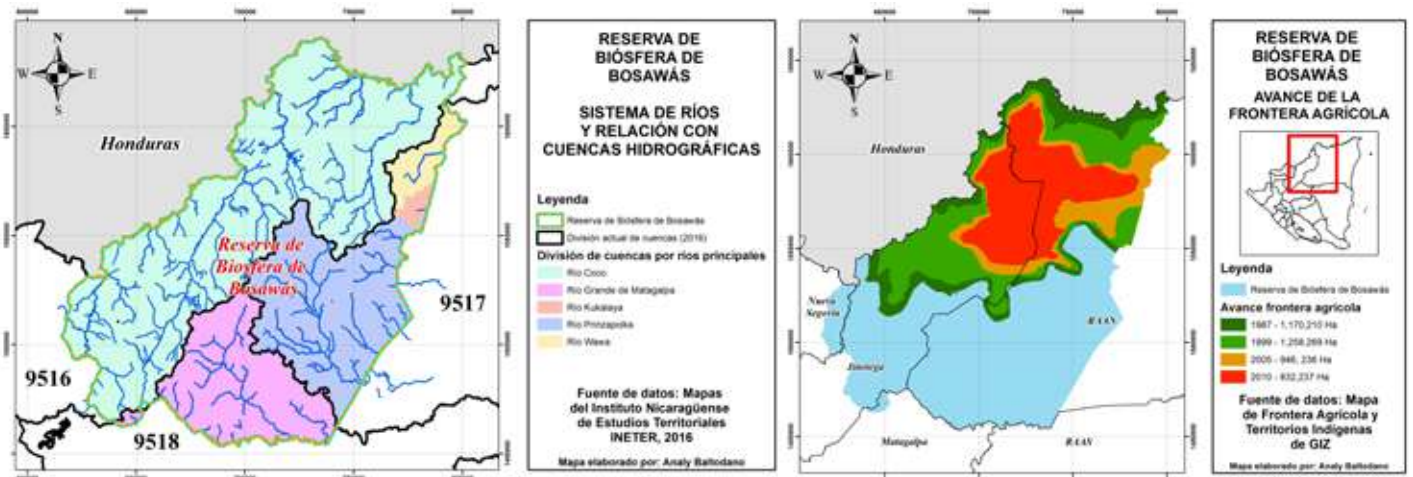 N
W E
S
Honduras
Reserva de
Biosfera de
Bosawás
9517
9516
9518
RESERVA DE
BIÓSFERA DE
BOSAWÁS
SISTEMA DE RÍOS
Y RELACIÓN CON
CUENCAS HIDROGRÁFICAS
Leyenda
Reserva de Biósfera de Bosawás
División actual de cuencas (2016)
División de cuencas por ríos principales
Río Coco
Río Grande de Matagalpa
Río Kukalaya
Río Prinzapolka
Río Wawa
Fuente de datos: Mapas
del Instituto Nicaragüense
de Estudios Territoriales
INETER, 2016
Mapa elaborado por: Analy Baltodano
N
W E
S
Honduras
Nueva
Segovia
Jinotega
RAAN
Matagalpa
RAAN
RESERVA DE
BIÓSFERA DE
BOSAWÁS
AVANCE DE LA
FRONTERA AGRÍCOLA
Leyenda
Reserva de Biósfera de Bosawás
Avance frontera agrícola
1987 - 1,170,210 Ha
1999 - 1,258,269 Ha
2005 - 946, 236 Ha
2010 - 832,237 Ha
Fuente de datos: Mapa
de Frontera Agrícola y
Territorios Indígenas
de GIZ
Mapa elaborado por: Analy Baltodano